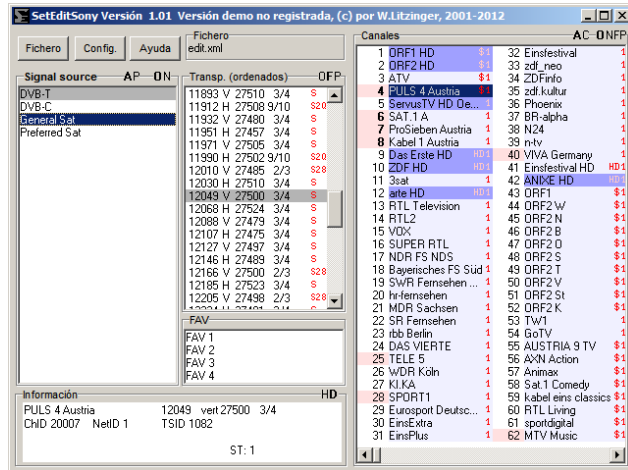 SetEditSony Versión 1.01 Versión demo no registrada, (c) por W.Litzinger, 2001-2012
Fichero
Config.
Ayuda
Fichero
edit.xml
Signal source AP ON
DVB-T
DVB-C
General Sat
Preferred Sat
Transp. (ordenados) OFP
11893 V 27510 3/4 S
11912 H 27508 9/10 S20
11932 V 27480 3/4 S
11951 H 27457 3/4 S
11971 V 27505 3/4 S
11990 H 27502 9/10 S20
12010 V 27485 2/3 S28
12030 H 27510 3/4 S
12049 V 27500 3/4 S
12068 H 27524 3/4 S
12088 V 27479 3/4 S
12107 H 27475 3/4 S
12127 V 27497 3/4 S
12146 H 27489 3/4 S
12166 V 27500 2/3 S28
12185 H 27523 3/4 S
12205 V 27498 2/3 S28
FAV
FAV 1
FAV 2
FAV 3
FAV 4
Información HD
PULS 4 Austria 12049 vert 27500 3/4
ChID 20007 NetID 1 TSID 1082
ST: 1
Canales AC ONFP
1 ORF1 HD $1
2 ORF2 HD $1
3 ATV $1
4 PULS 4 Austria $1
5 ServusTV HD Oe...
6 SAT.1 A 1
7 ProSieben Austria 1
8 Kabel 1 Austria 1
9 Das Erste HD HD1
10 ZDF HD HD1
11 3sat 1
12 arte HD HD1
13 RTL Television 1
14 RTL2 1
15 VOX 1
16 SUPER RTL 1
17 NDR FS NDS 1
18 Bayerisches FS Süd 1
19 SWR Fernsehen ... 1
20 hr-fernsehen 1
21 MDR Sachsen 1
22 SR Fernsehen 1
23 rbb Berlin 1
24 DAS VIERTE 1
25 TELE 5 1
26 WDR Köln 1
27 KI.KA 1
28 SPORT1 1
29 Eurosport Deutsc... 1
30 EinsExtra 1
31 EinsPlus 1
32 Einsfestival 1
33 zdf_neo 1
34 ZDFinfo 1
35 zdf.kultur 1
36 Phoenix 1
37 BR-alpha 1
38 N24 1
39 n-tv 1
40 VIVA Germany 1
41 Einsfestival HD HD1
42 ANIXE HD HD1
43 ORF1 $1
44 ORF2 W $1
45 ORF2 N $1
46 ORF2 B $1
47 ORF2 O $1
48 ORF2 S $1
49 ORF2 T $1
50 ORF2 V $1
51 ORF2 St $1
52 ORF2 K $1
53 TW1 1
54 GoTV 1
55 AUSTRIA 9 TV $1
56 AXN Action $1
57 Animax $1
58 Sat.1 Comedy $1
59 kabel eins classics $1
60 RTL Living $1
61 sportdigital $1
62 MTV Music $1